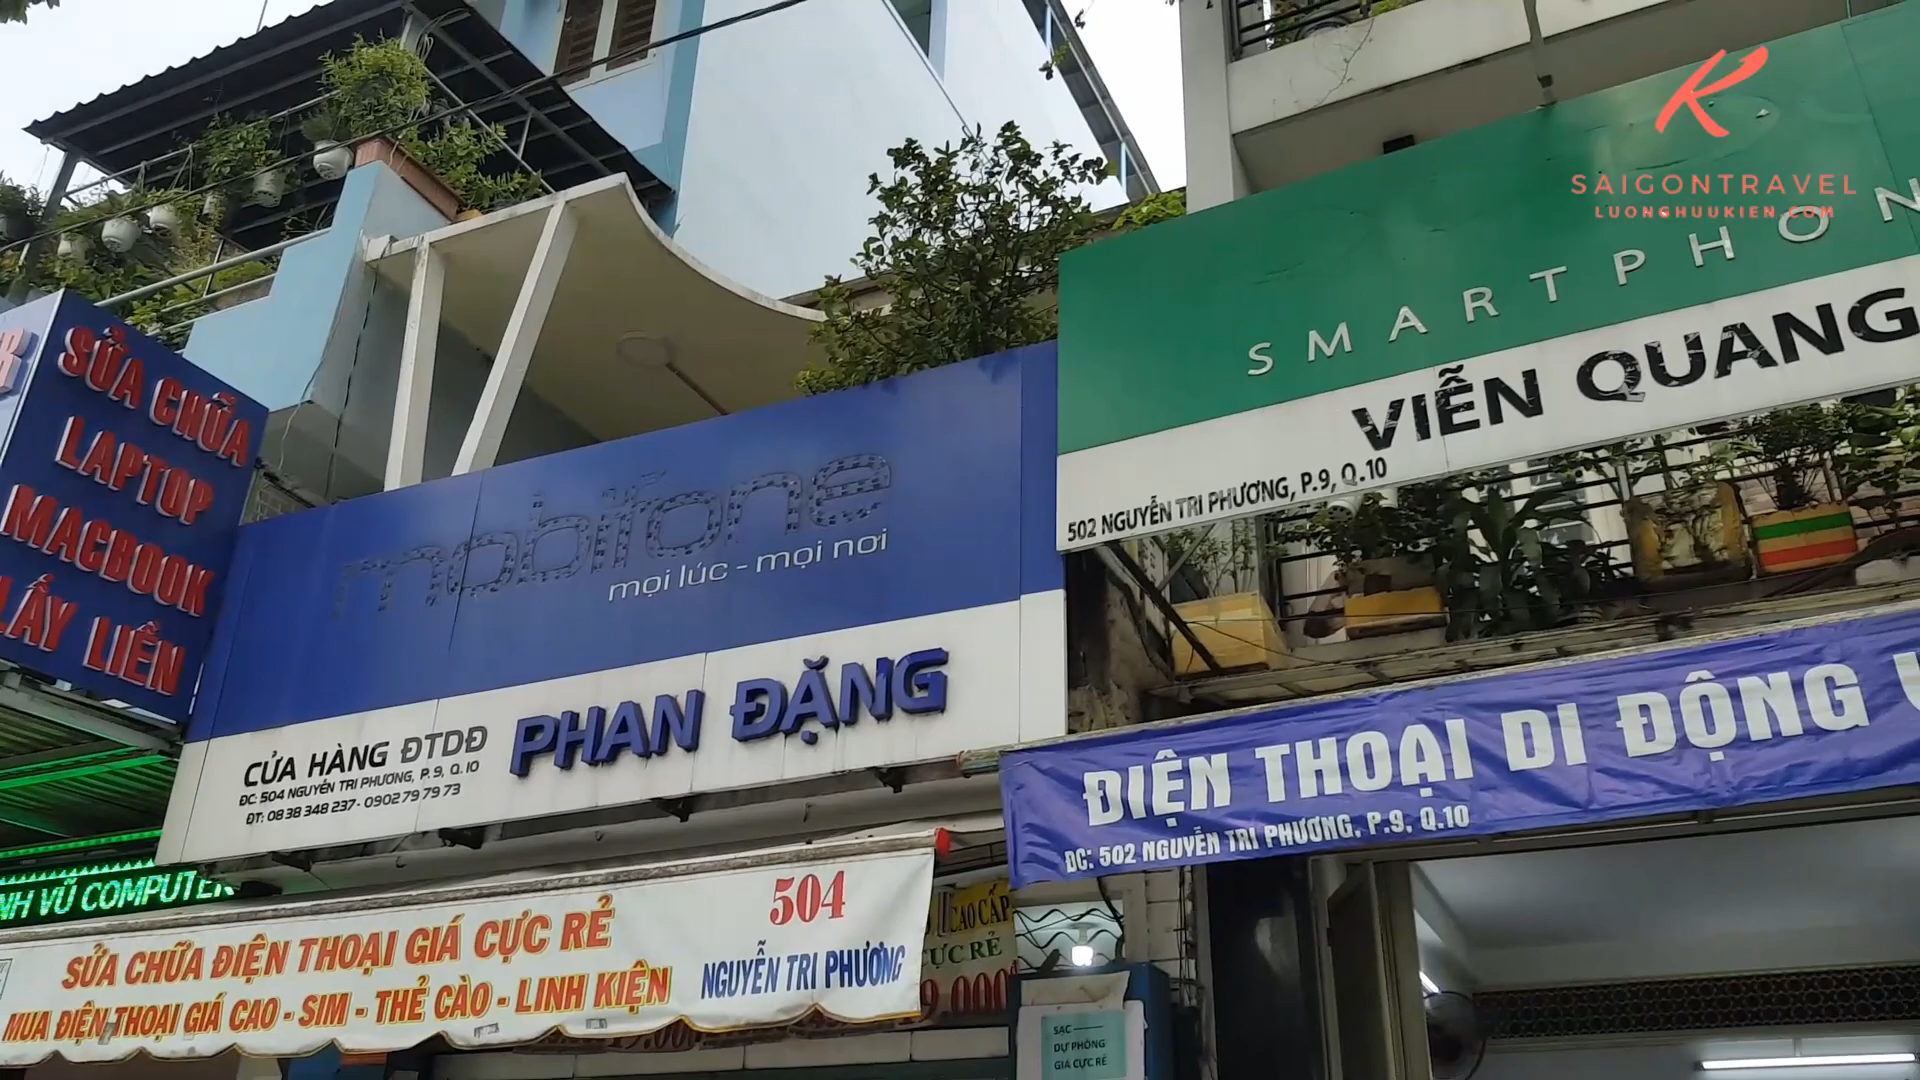 SAIGONTRAVEL
LUONGHUUKIEN.COM
SỬA CHỮA
LAPTOP
MACBOOK
LẤY LIỀN
mobifone
mọi lúc - mọi nơi
CỬA HÀNG ĐTDĐ
PHAN ĐẶNG
ĐC: 504 NGUYỄN TRI PHƯƠNG, P.9, Q.10
ĐT: 08 38 348 237 - 0902 79 79 73
SMARTPHON
VIỄN QUANG
502 NGUYỄN TRI PHƯƠNG, P.9, Q.10
ĐIỆN THOẠI DI ĐỘNG
ĐC: 502 NGUYỄN TRI PHƯƠNG, P.9, Q.10
NH VŨ COMPUTER
SỬA CHỮA ĐIỆN THOẠI GIÁ CỰC RẺ
MUA ĐIỆN THOẠI GIÁ CAO - SIM - THẺ CÀO - LINH KIỆN
504
NGUYỄN TRI PHƯƠNG
CAO CẤP
CỰC RẺ
9.000đ
SẠC
DỰ PHÒNG
GIÁ CỰC RẺ